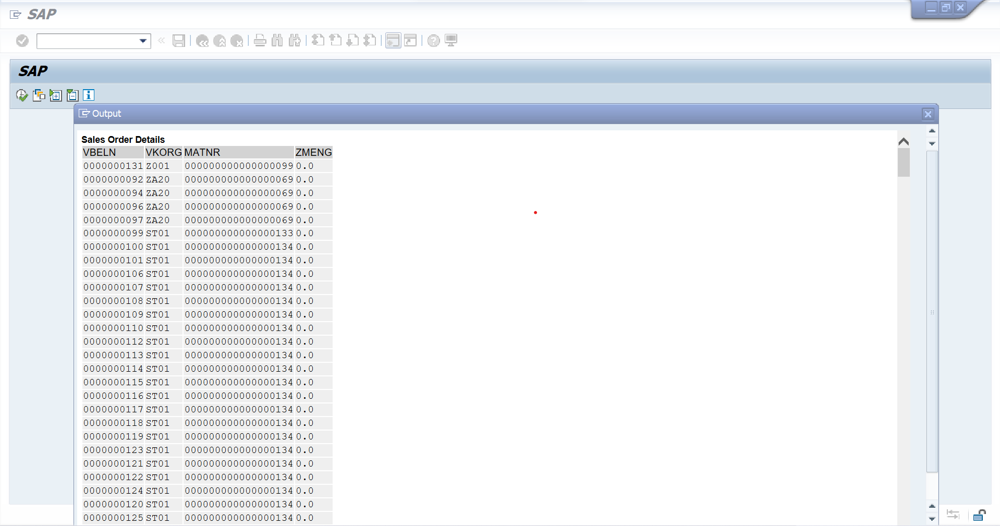 SAP
SAP
Output
Sales Order Details
VBELN VKORG MATNR ZMENG
0000000131 Z001 000000000000000099 0.0
0000000092 ZA20 000000000000000069 0.0
0000000094 ZA20 000000000000000069 0.0
0000000096 ZA20 000000000000000069 0.0
0000000097 ZA20 000000000000000069 0.0
0000000099 ST01 000000000000000133 0.0
0000000100 ST01 000000000000000134 0.0
0000000101 ST01 000000000000000134 0.0
0000000106 ST01 000000000000000134 0.0
0000000107 ST01 000000000000000134 0.0
0000000108 ST01 000000000000000134 0.0
0000000109 ST01 000000000000000134 0.0
0000000110 ST01 000000000000000134 0.0
0000000112 ST01 000000000000000134 0.0
0000000113 ST01 000000000000000134 0.0
0000000114 ST01 000000000000000134 0.0
0000000115 ST01 000000000000000134 0.0
0000000116 ST01 000000000000000134 0.0
0000000117 ST01 000000000000000134 0.0
0000000118 ST01 000000000000000134 0.0
0000000119 ST01 000000000000000134 0.0
0000000123 ST01 000000000000000134 0.0
0000000121 ST01 000000000000000134 0.0
0000000122 ST01 000000000000000134 0.0
0000000124 ST01 000000000000000134 0.0
0000000120 ST01 000000000000000134 0.0
0000000125 ST01 000000000000000134 0.0